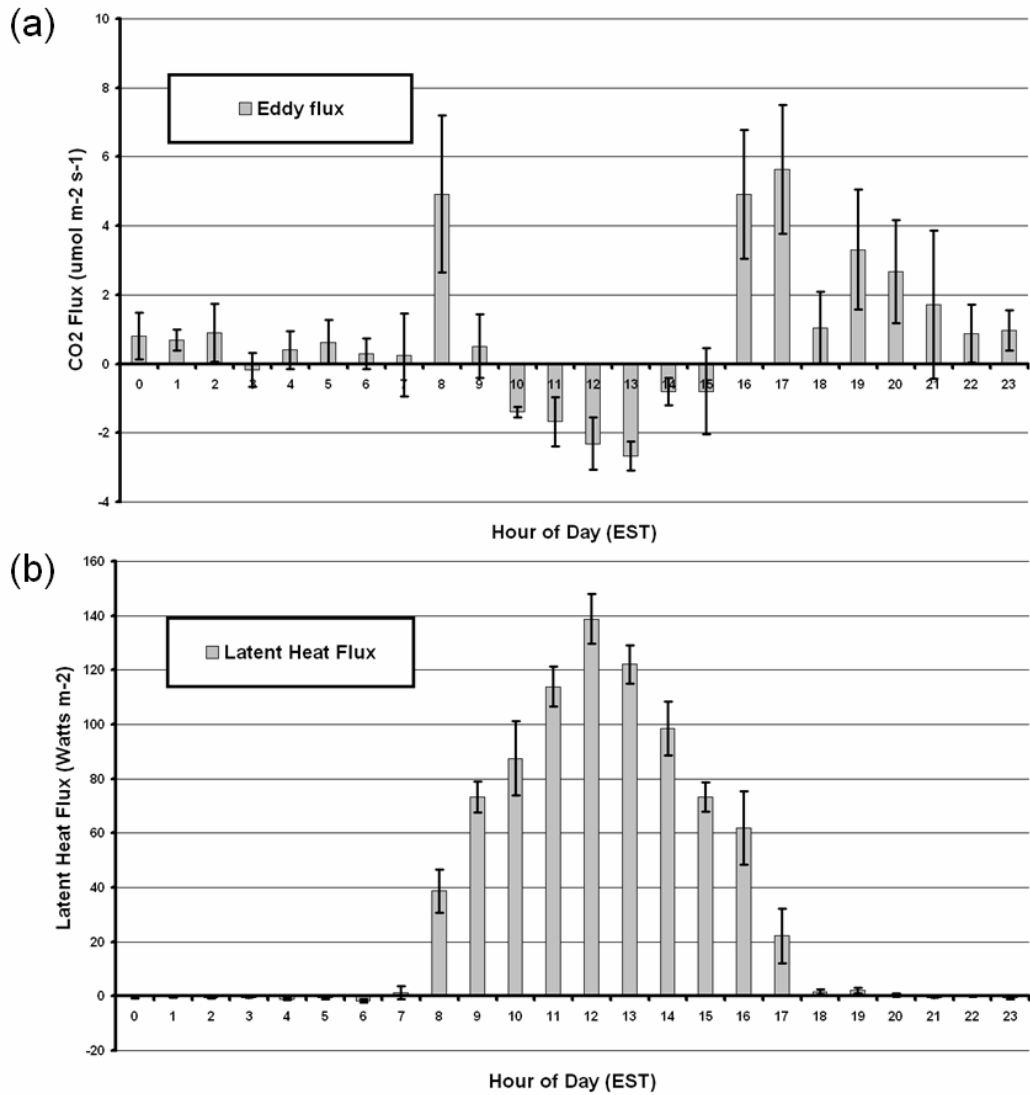 (a)
10
8
6
4
2
0
-2
-4
CO2 Flux (umol m-2 s-1)
Eddy flux
0 1 2 3 4 5 6 7 8 9 10 11 12 13 14 15 16 17 18 19 20 21 22 23
Hour of Day (EST)
(b)
160
140
120
100
80
60
40
20
0
-20
Latent Heat Flux (Watts m-2)
Latent Heat Flux
0 1 2 3 4 5 6 7 8 9 10 11 12 13 14 15 16 17 18 19 20 21 22 23
Hour of Day (EST)